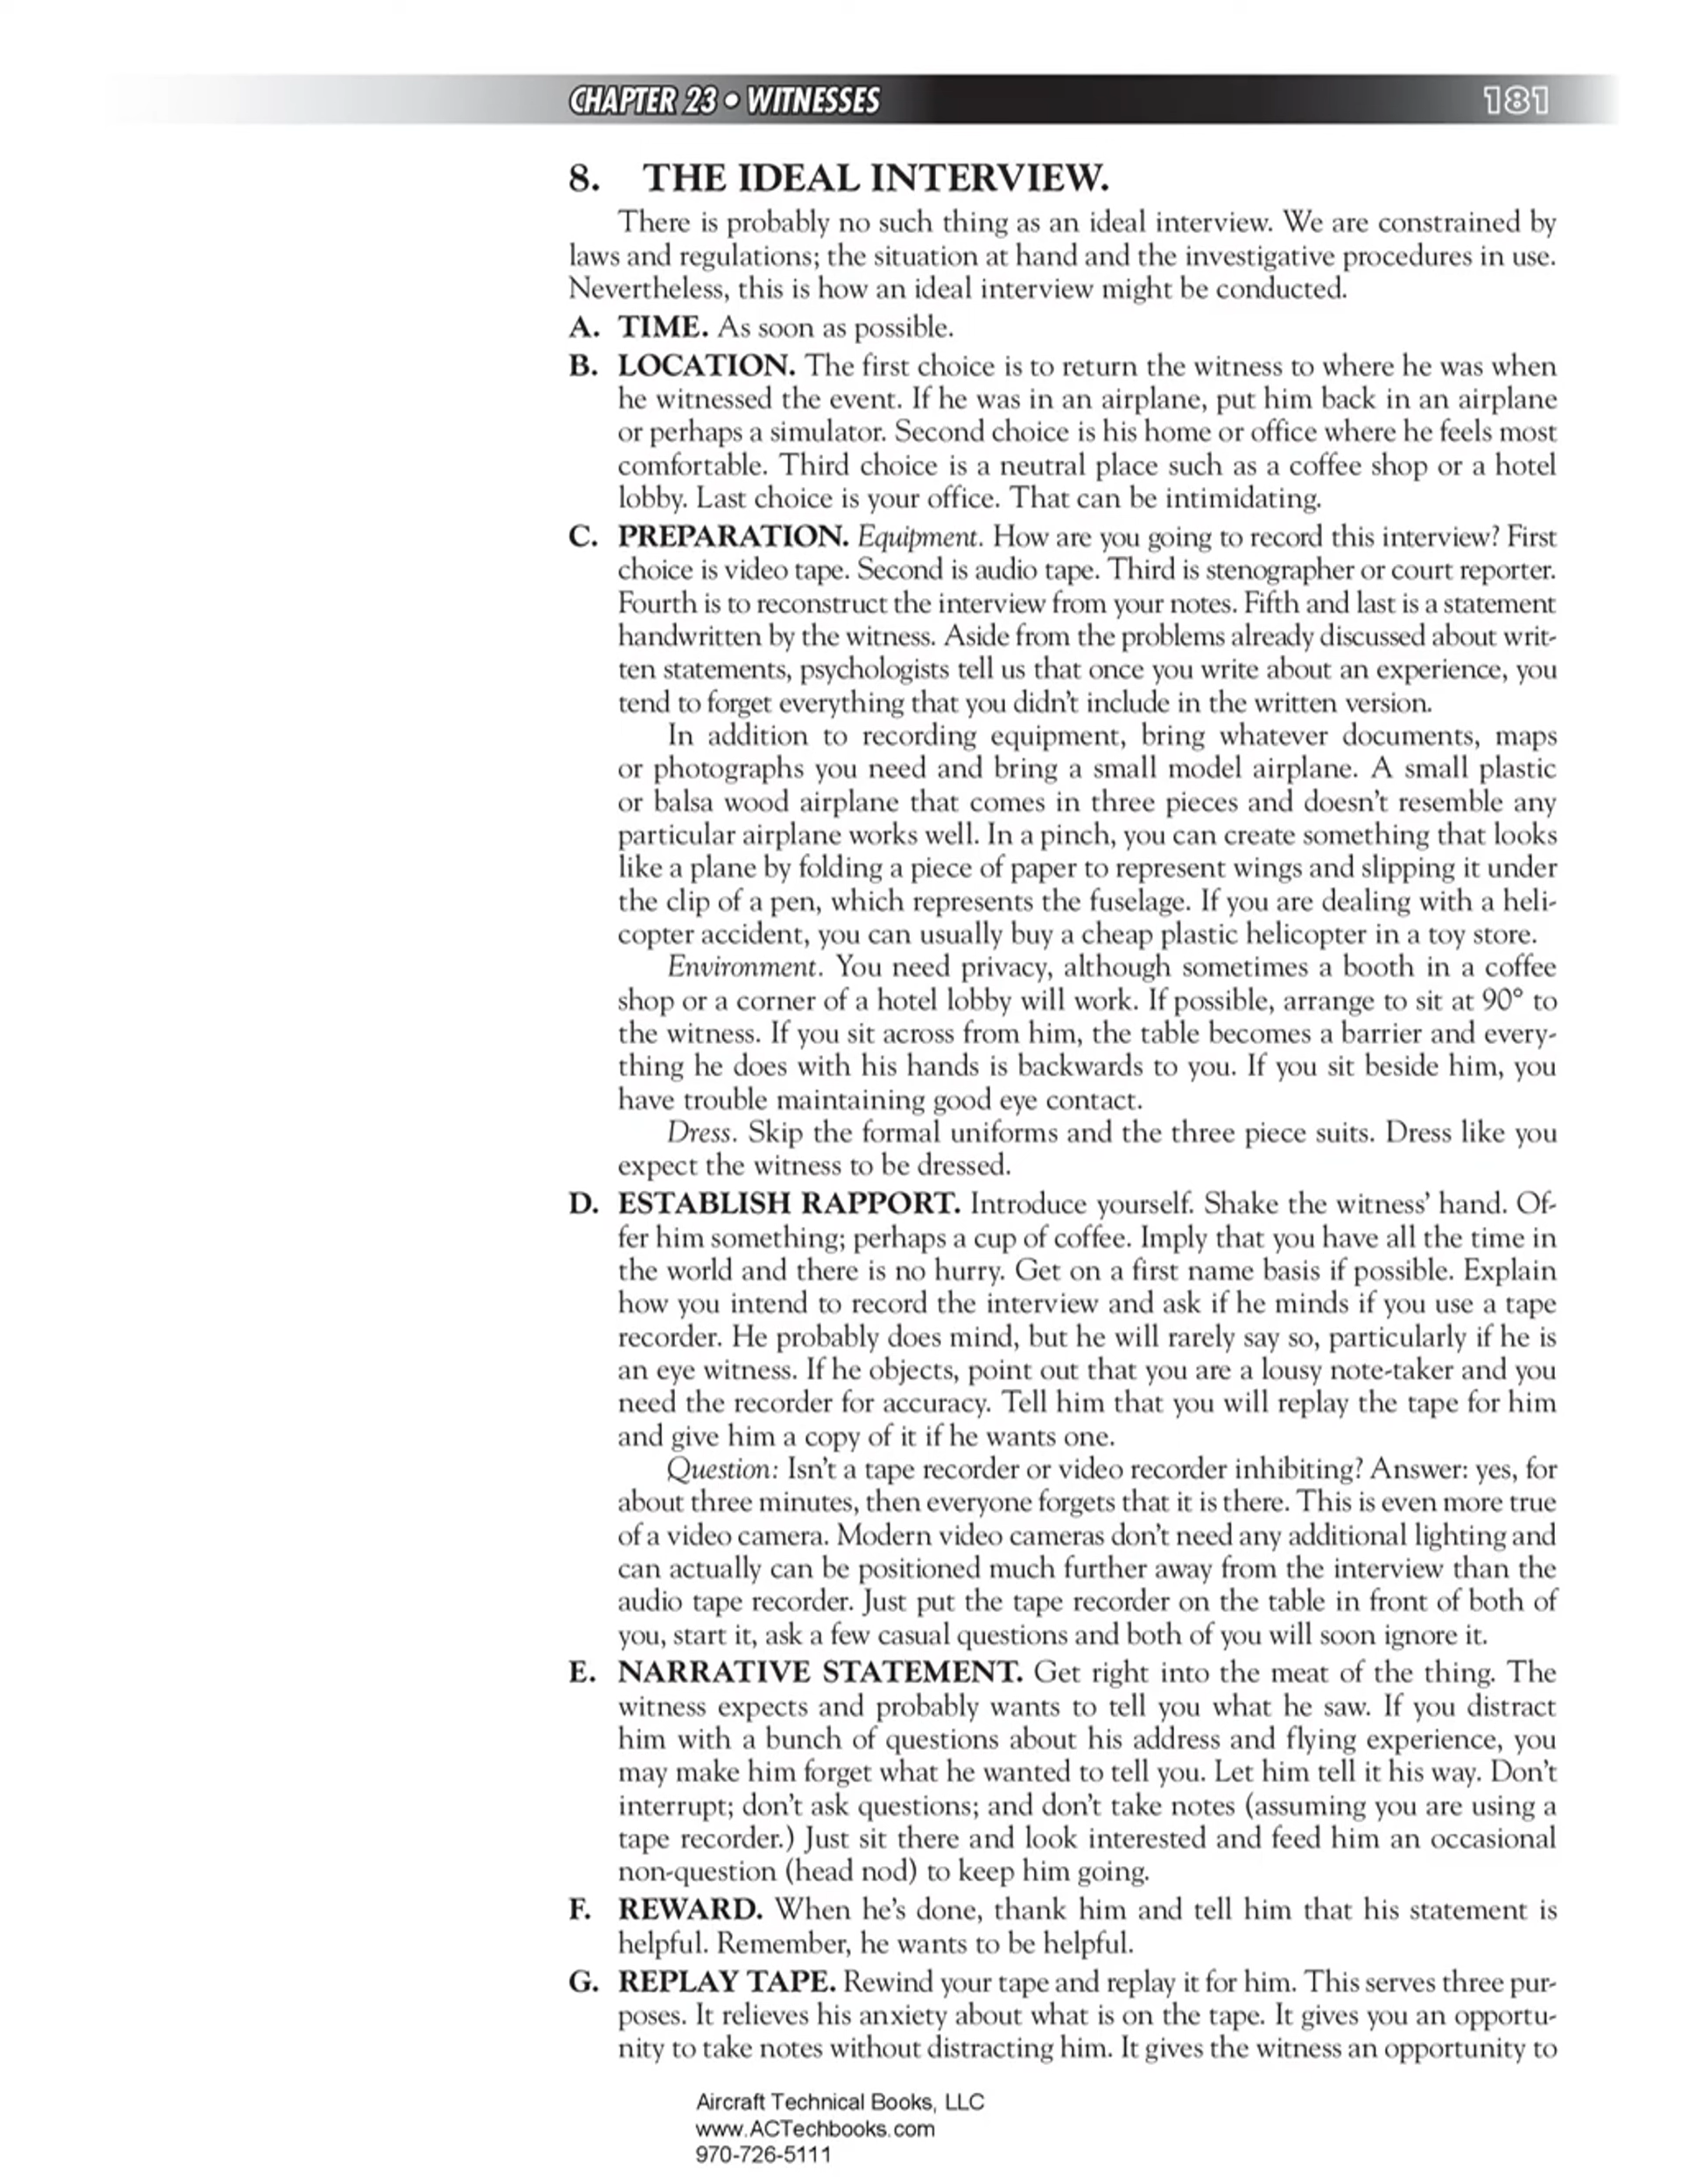 CHAPTER 23 • WITNESSES 181
8. THE IDEAL INTERVIEW.
There is probably no such thing as an ideal interview. We are constrained by
laws and regulations; the situation at hand and the investigative procedures in use.
Nevertheless, this is how an ideal interview might be conducted.
A. TIME. As soon as possible.
B. LOCATION. The first choice is to return the witness to where he was when
he witnessed the event. If he was in an airplane, put him back in an airplane
or perhaps a simulator. Second choice is his home or office where he feels most
comfortable. Third choice is a neutral place such as a coffee shop or a hotel
lobby. Last choice is your office. That can be intimidating.
C. PREPARATION. Equipment. How are you going to record this interview? First
choice is video tape. Second is audio tape. Third is stenographer or court reporter.
Fourth is to reconstruct the interview from your notes. Fifth and last is a statement
handwritten by the witness. Aside from the problems already discussed about writ-
ten statements, psychologists tell us that once you write about an experience, you
tend to forget everything that you didn't include in the written version.
In addition to recording equipment, bring whatever documents, maps
or photographs you need and bring a small model airplane. A small plastic
or balsa wood airplane that comes in three pieces and doesn't resemble any
particular airplane works well. In a pinch, you can create something that looks
like a plane by folding a piece of paper to represent wings and slipping it under
the clip of a pen, which represents the fuselage. If you are dealing with a heli-
copter accident, you can usually buy a cheap plastic helicopter in a toy store.
Environment. You need privacy, although sometimes a booth in a coffee
shop or a corner of a hotel lobby will work. If possible, arrange to sit at 90° to
the witness. If you sit across from him, the table becomes a barrier and every-
thing he does with his hands is backwards to you. If you sit beside him, you
have trouble maintaining good eye contact.
Dress. Skip the formal uniforms and the three piece suits. Dress like you
expect the witness to be dressed.
D. ESTABLISH RAPPORT. Introduce yourself. Shake the witness' hand. Of-
fer him something; perhaps a cup of coffee. Imply that you have all the time in
the world and there is no hurry. Get on a first name basis if possible. Explain
how you intend to record the interview and ask if he minds if you use a tape
recorder. He probably does mind, but he will rarely say so, particularly if he is
an eye witness. If he objects, point out that you are a lousy note-taker and you
need the recorder for accuracy. Tell him that you will replay the tape for him
and give him a copy of it if he wants one.
Question: Isn't a tape recorder or video recorder inhibiting? Answer: yes, for
about three minutes, then everyone forgets that it is there. This is even more true
of a video camera. Modern video cameras don't need any additional lighting and
can actually can be positioned much further away from the interview than the
audio tape recorder. Just put the tape recorder on the table in front of both of
you, start it, ask a few casual questions and both of you will soon ignore it.
E. NARRATIVE STATEMENT. Get right into the meat of the thing. The
witness expects and probably wants to tell you what he saw. If you distract
him with a bunch of questions about his address and flying experience, you
may make him forget what he wanted to tell you. Let him tell it his way. Don't
interrupt; don't ask questions; and don't take notes (assuming you are using a
tape recorder.) Just sit there and look interested and feed him an occasional
non-question (head nod) to keep him going.
F. REWARD. When he's done, thank him and tell him that his statement is
helpful. Remember, he wants to be helpful.
G. REPLAY TAPE. Rewind your tape and replay it for him. This serves three pur-
poses. It relieves his anxiety about what is on the tape. It gives you an opportu-
nity to take notes without distracting him. It gives the witness an opportunity to
Aircraft Technical Books, LLC
www.ACTechbooks.com
970-726-5111